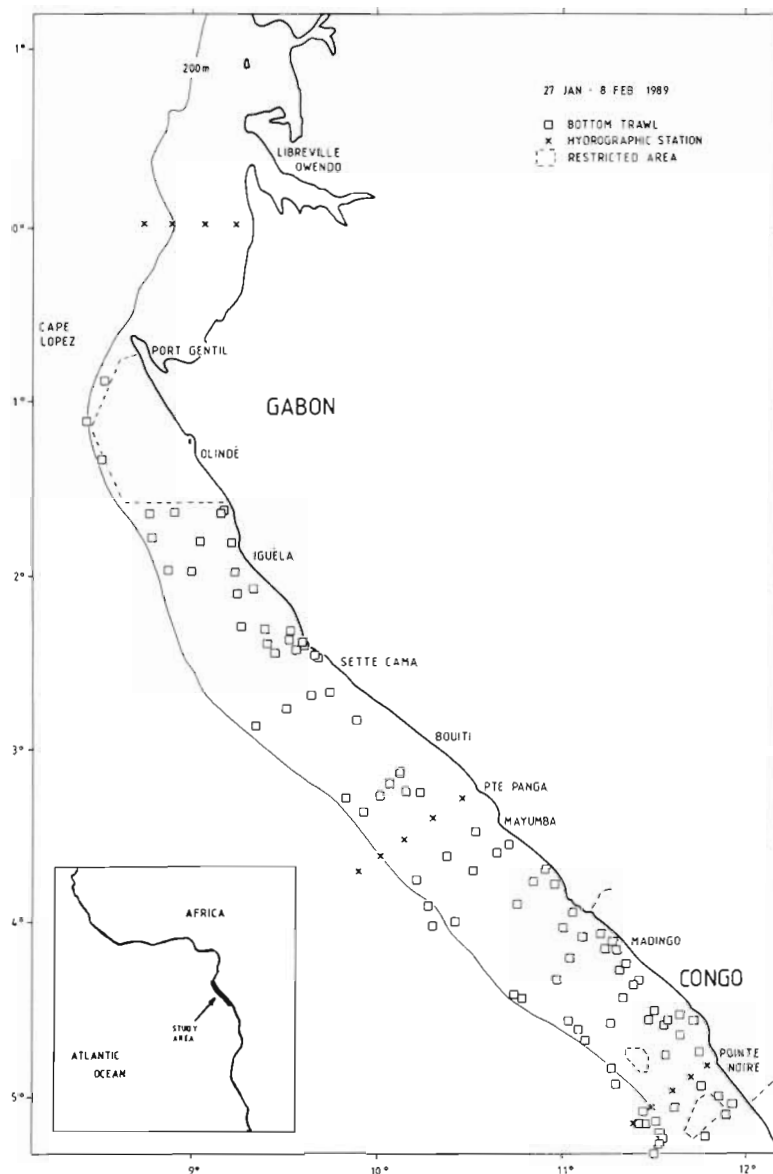 1°
200m
27 JAN - 8 FEB 1989
BOTTOM TRAWL
HYDROGRAPHIC STATION
RESTRICTED AREA
LIBREVILLE
OWENDO
0°
CAPE
LOPEZ
PORT GENTIL
1°
GABON
OLINDÈ
IGUÈLA
2°
SETTE CAMA
BOUITI
3°
PTE PANGA
MAYUMBA
AFRICA
4°
MADINGO
CONGO
STUDY
AREA
POINTE
NOIRE
ATLANTIC
OCEAN
5°
9°
10°
11°
12°